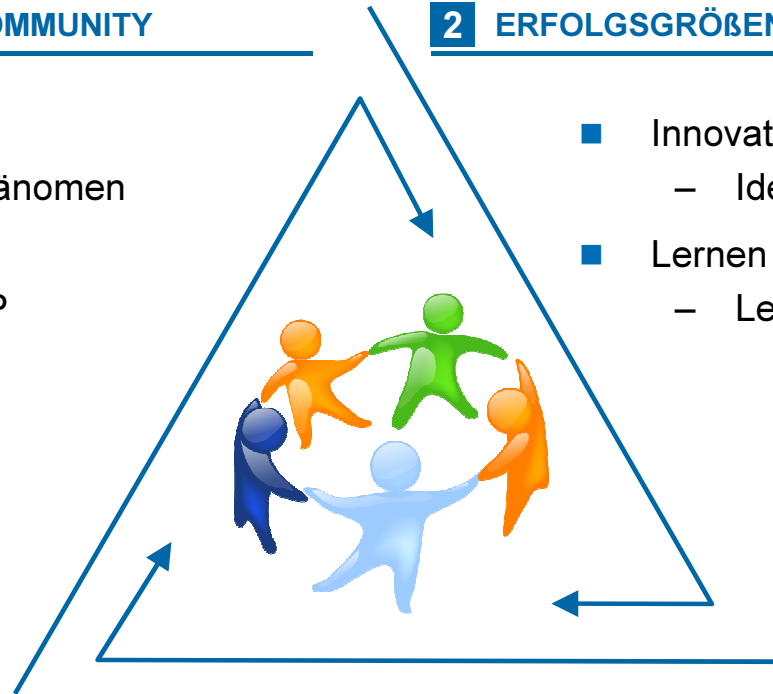 OMMUNITY
änomen
?
2 ERFOLGSGRÖßEN
■ Innovat
– Ide
■ Lernen
– Le